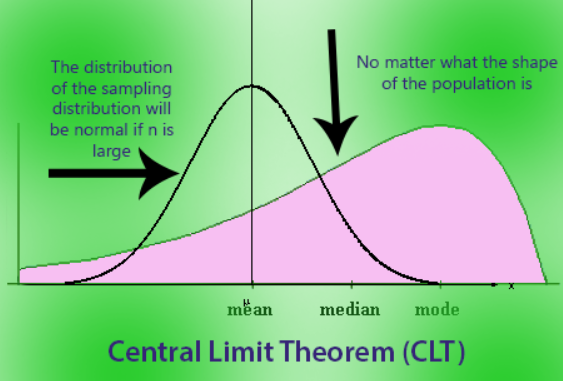 The distribution
of the sampling
distribution will
be normal if n is
large
No matter what the shape
of the population is
μ
x
mean
median
mode
Central Limit Theorem (CLT)